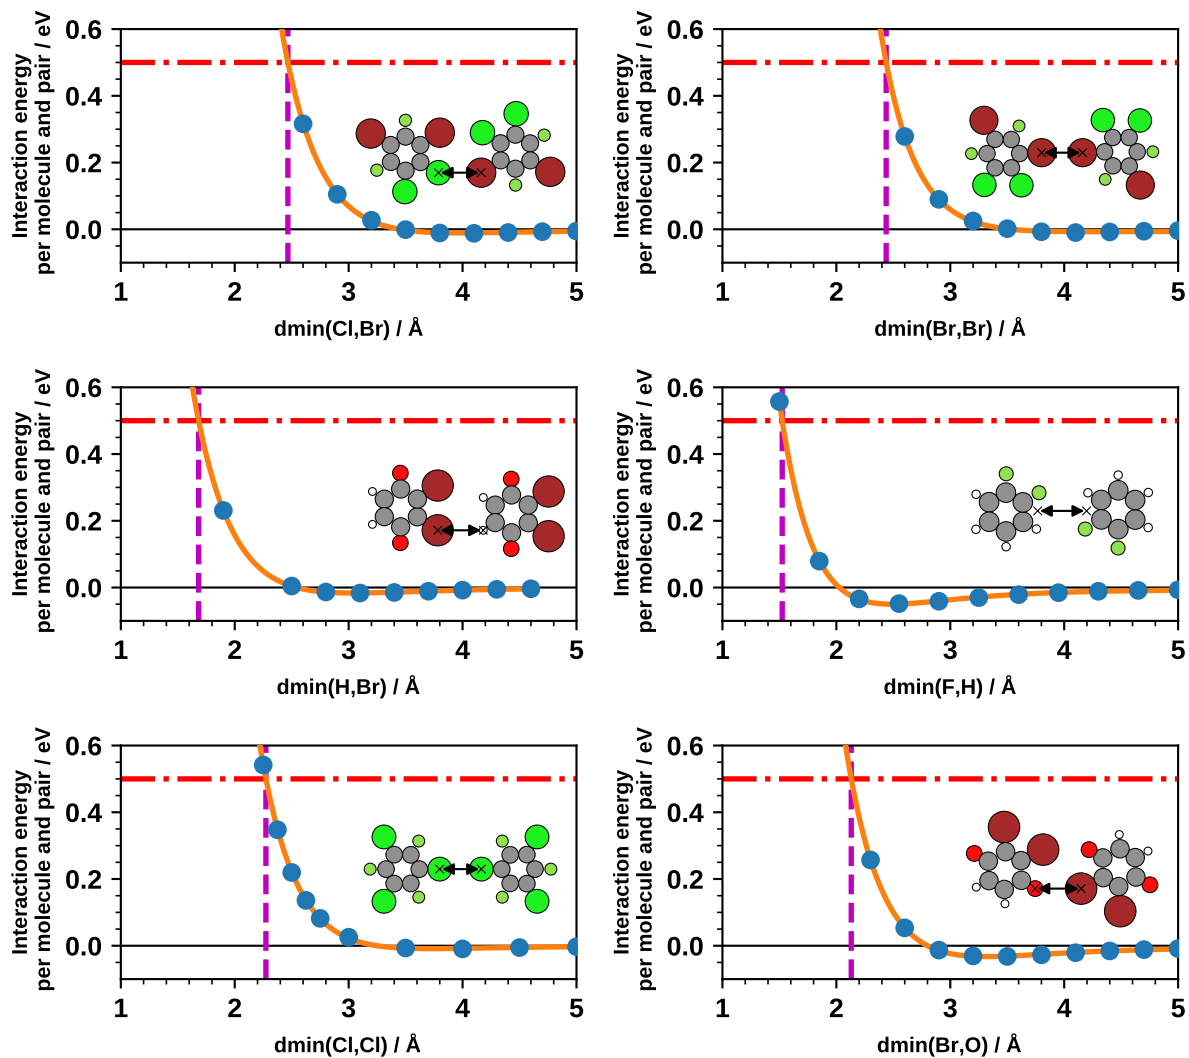 Interaction energy
per molecule and pair / eV
0.6
0.4
0.2
0.0
1 2 3 4 5
dmin(Cl,Br) / Å
Interaction energy
per molecule and pair / eV
0.6
0.4
0.2
0.0
1 2 3 4 5
dmin(Br,Br) / Å
Interaction energy
per molecule and pair / eV
0.6
0.4
0.2
0.0
1 2 3 4 5
dmin(H,Br) / Å
Interaction energy
per molecule and pair / eV
0.6
0.4
0.2
0.0
1 2 3 4 5
dmin(F,H) / Å
Interaction energy
per molecule and pair / eV
0.6
0.4
0.2
0.0
1 2 3 4 5
dmin(Cl,Cl) / Å
Interaction energy
per molecule and pair / eV
0.6
0.4
0.2
0.0
1 2 3 4 5
dmin(Br,O) / Å